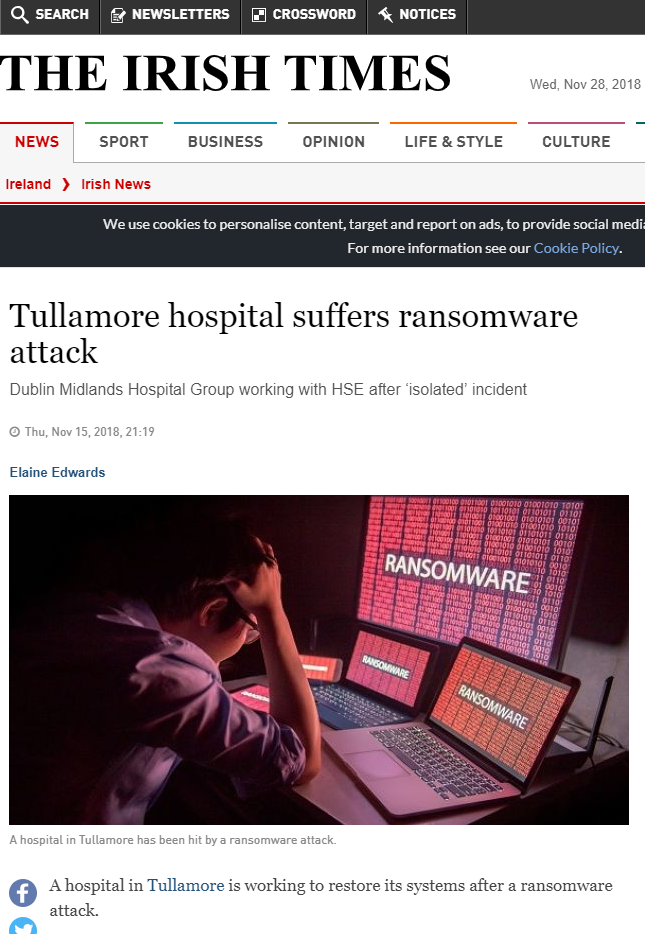 SEARCH NEWSLETTERS CROSSWORD NOTICES
THE IRISH TIMES
Wed, Nov 28, 2018
NEWS SPORT BUSINESS OPINION LIFE & STYLE CULTURE
Ireland ❯ Irish News
We use cookies to personalise content, target and report on ads, to provide social
For more information see our Cookie Policy.
Tullamore hospital suffers ransomware
attack
Dublin Midlands Hospital Group working with HSE after ‘isolated’ incident
Thu, Nov 15, 2018, 21:19
Elaine Edwards
RANSOMWARE
RANSOMWARE
RANSOMWARE
A hospital in Tullamore has been hit by a ransomware attack.
A hospital in Tullamore is working to restore its systems after a ransomware
attack.